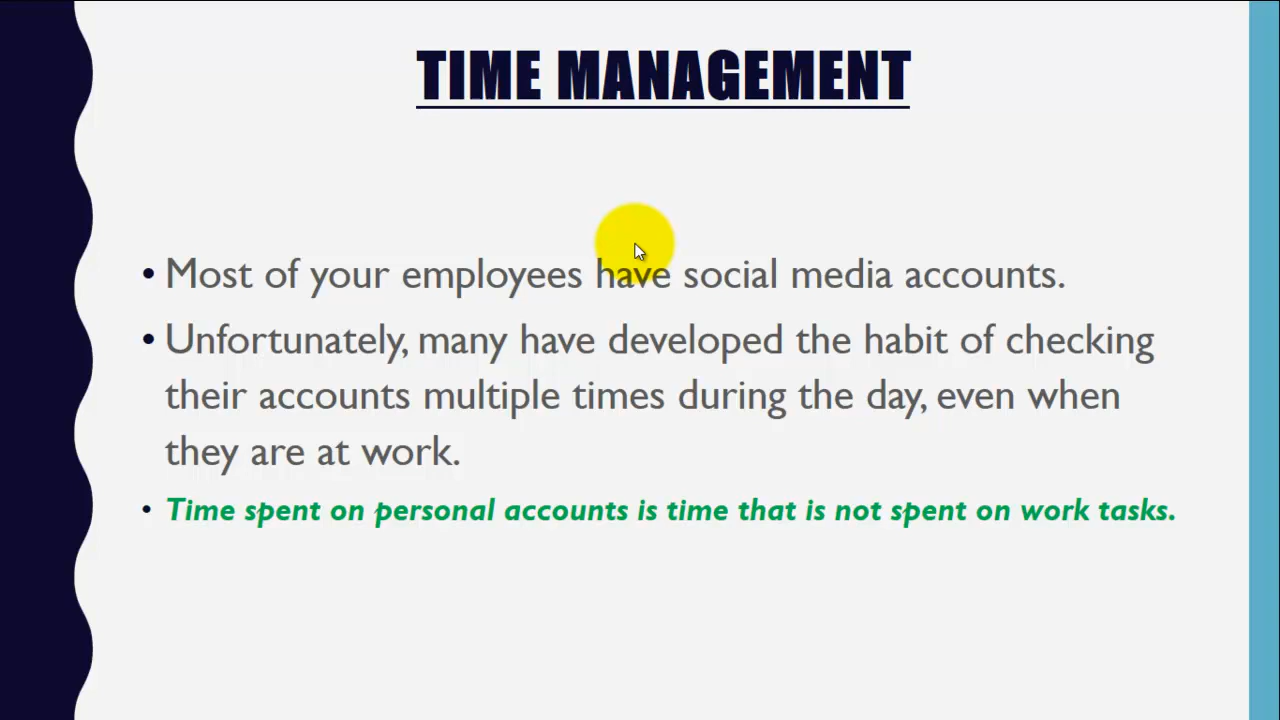 TIME MANAGEMENT
• Most of your employees have social media accounts.
• Unfortunately, many have developed the habit of checking
their accounts multiple times during the day, even when
they are at work.
• Time spent on personal accounts is time that is not spent on work tasks.